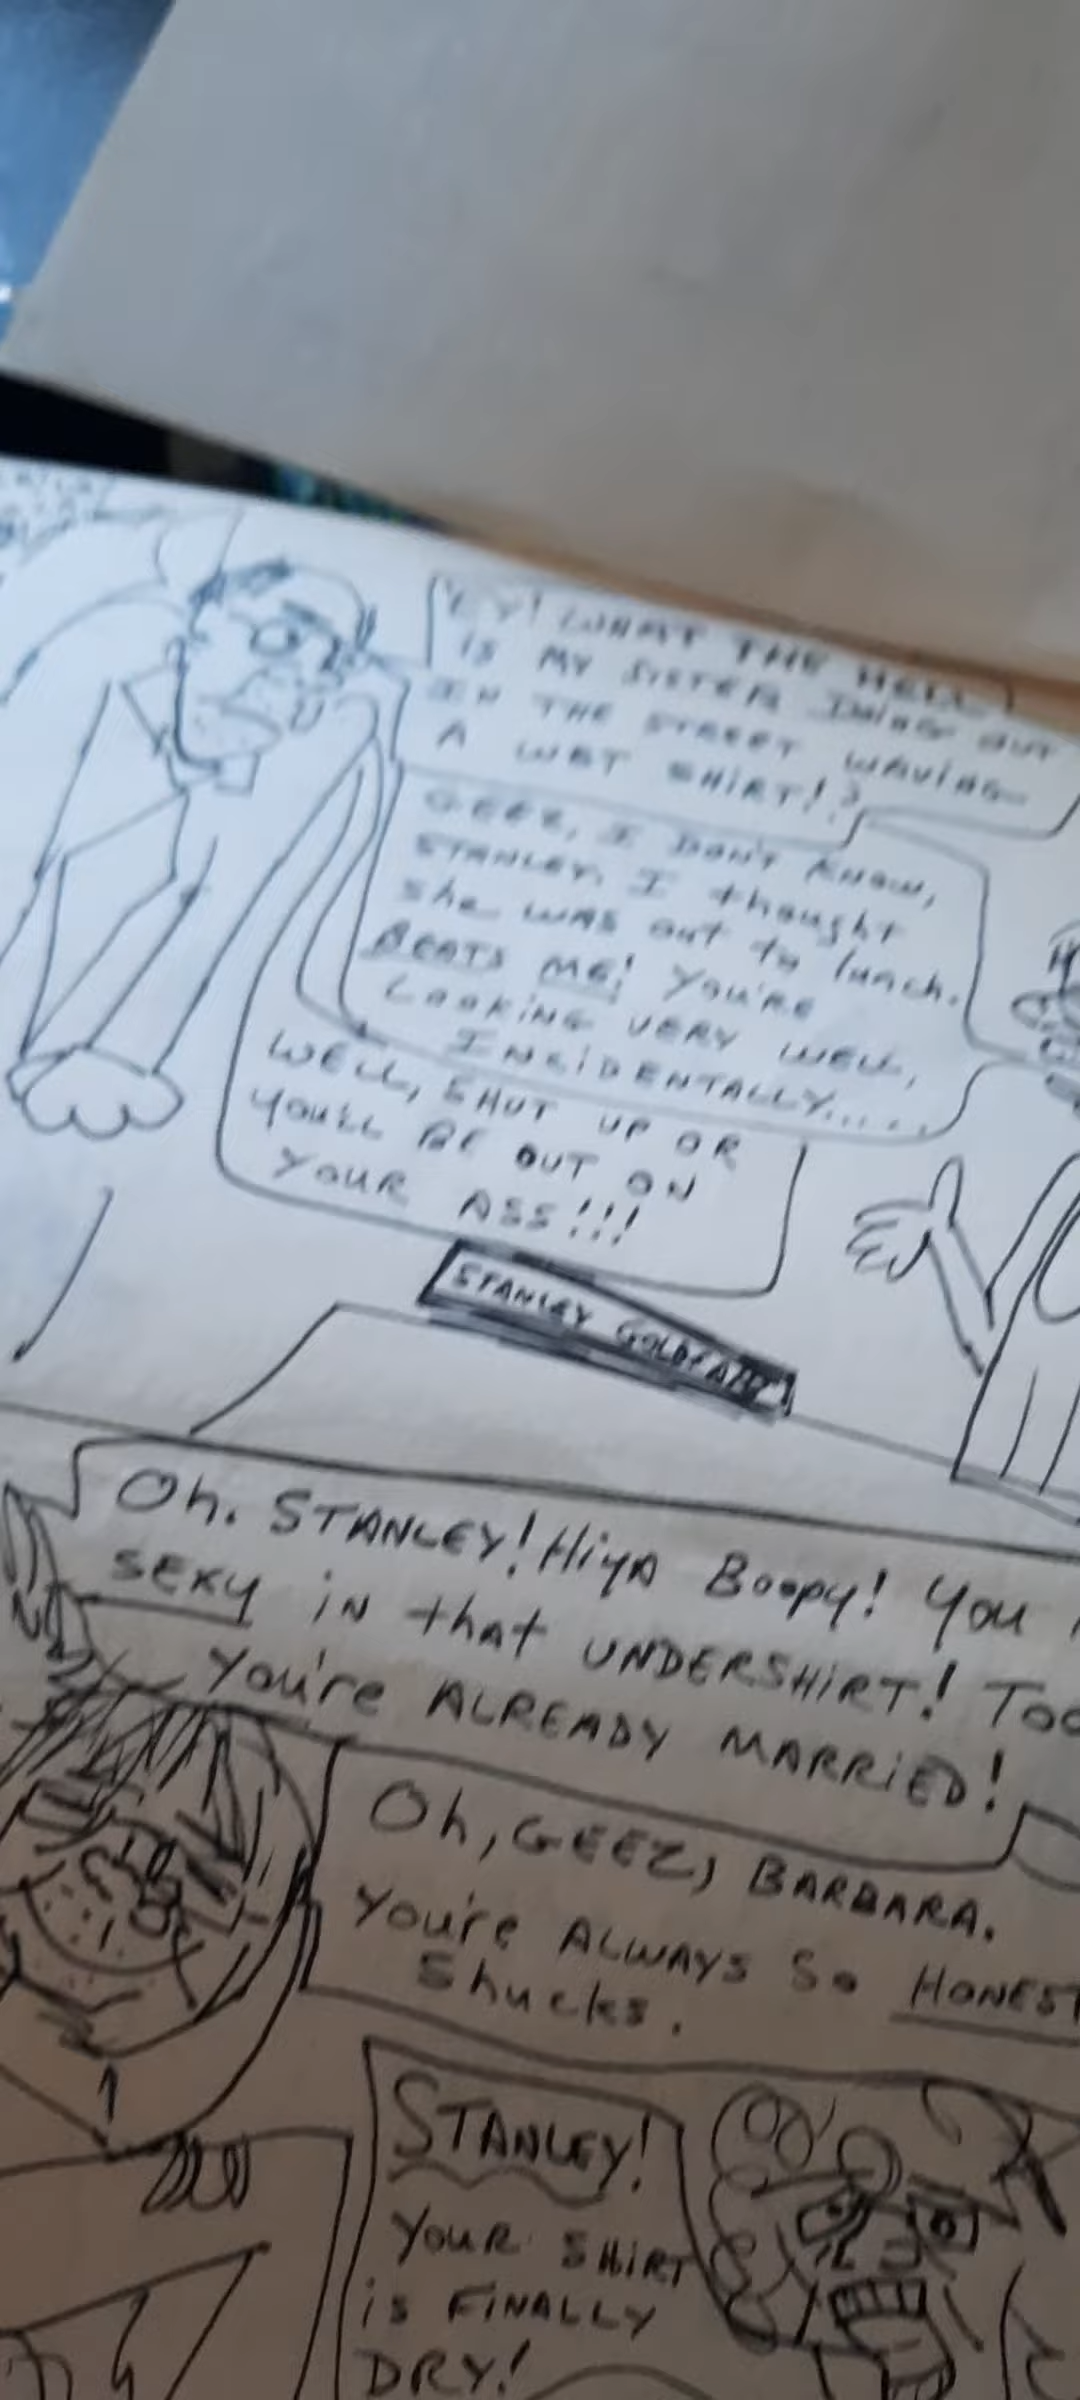 'EY! WHAT THE HELL
IS MY SISTER DOING OUT
IN THE STREET WAVING
A WET SHIRT!?
GEEZ, I DON'T KNOW,
STANLEY. I thought
She WAS out to lunch.
BEATS ME! YOU'RE
LOOKING VERY WELL,
INCIDENTALLY.....
WELL, SHUT UP OR
YOU'LL BE OUT ON
YOUR ASS!!!
STANLEY
Oh. STANLEY! Hiya Boopy! You
SEXY in that UNDERSHIRT! Too
You're ALREADY MARRIED!
Oh, GEEZ, BARBARA.
You're ALWAYS So HONEST
Shucks.
STANLEY!
Your SHIRT
is FINALLY
DRY!